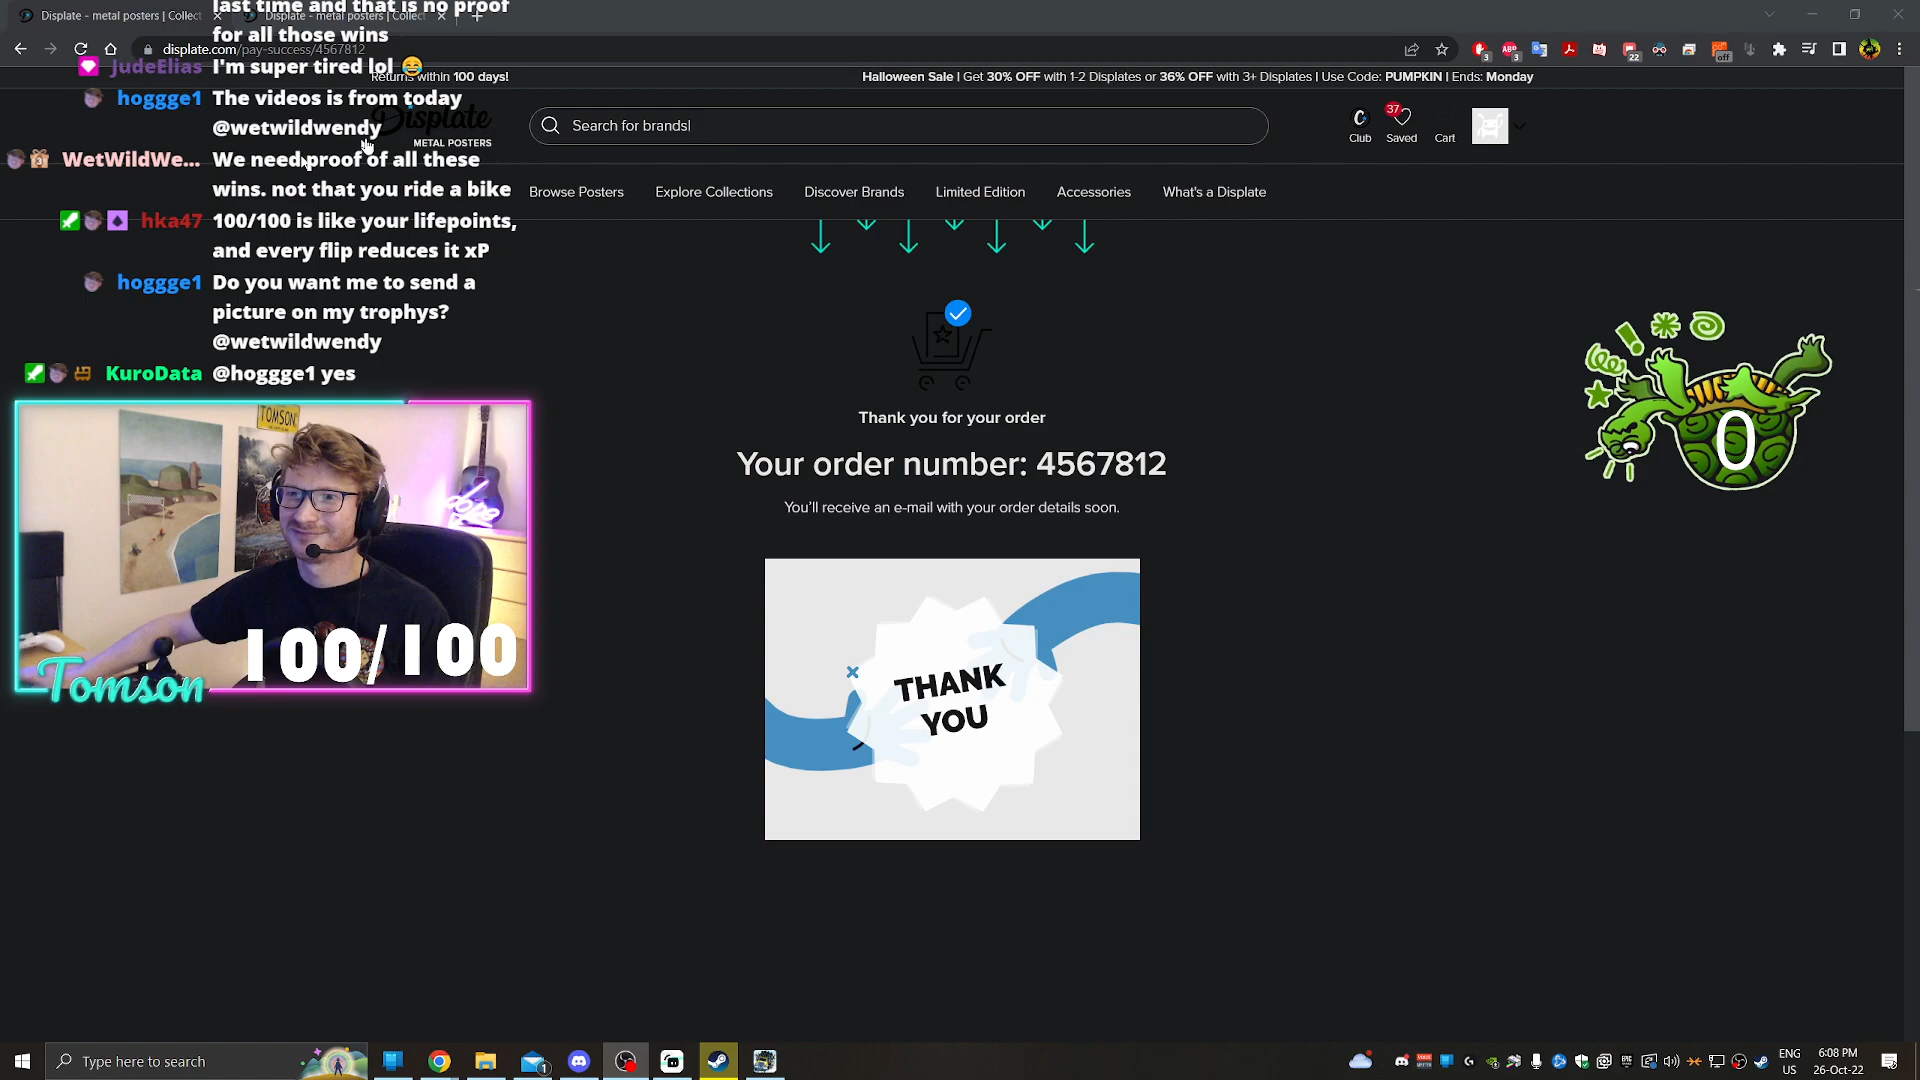 Displate - metal posters | Collect
Displate - metal posters | Collect
displate.com/pay-success/4567812
last time and that is no proof
for all those wins
JudeElias I'm super tired lol
hoggge1 The videos is from today
@wetwildwendy
WetWildWe... We need proof of all these
wins. not that you ride a bike
hka47 100/100 is like your lifepoints,
and every flip reduces it xP
hoggge1 Do you want me to send a
picture on my trophys?
@wetwildwendy
KuroData @hoggge1 yes
Returns within 100 days!
Halloween Sale | Get 30% OFF with 1-2 Displates or 36% OFF with 3+ Displates | Use Code: PUMPKIN | Ends: Monday
Displate
METAL POSTERS
Search for brands
37
Club
Saved
Cart
Browse Posters
Explore Collections
Discover Brands
Limited Edition
Accessories
What's a Displate
Thank you for your order
Your order number: 4567812
You'll receive an e-mail with your order details soon.
THANK
YOU
0
TOMSON
dope
100/100
Tomson
Type here to search
ENG
US
6:08 PM
26-Oct-22